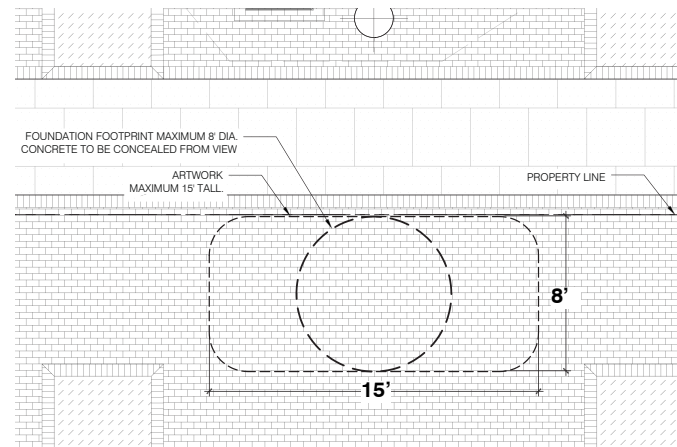 FOUNDATION FOOTPRINT MAXIMUM 8' DIA.
CONCRETE TO BE CONCEALED FROM VIEW
ARTWORK
MAXIMUM 15' TALL.
PROPERTY LINE
8’
15’